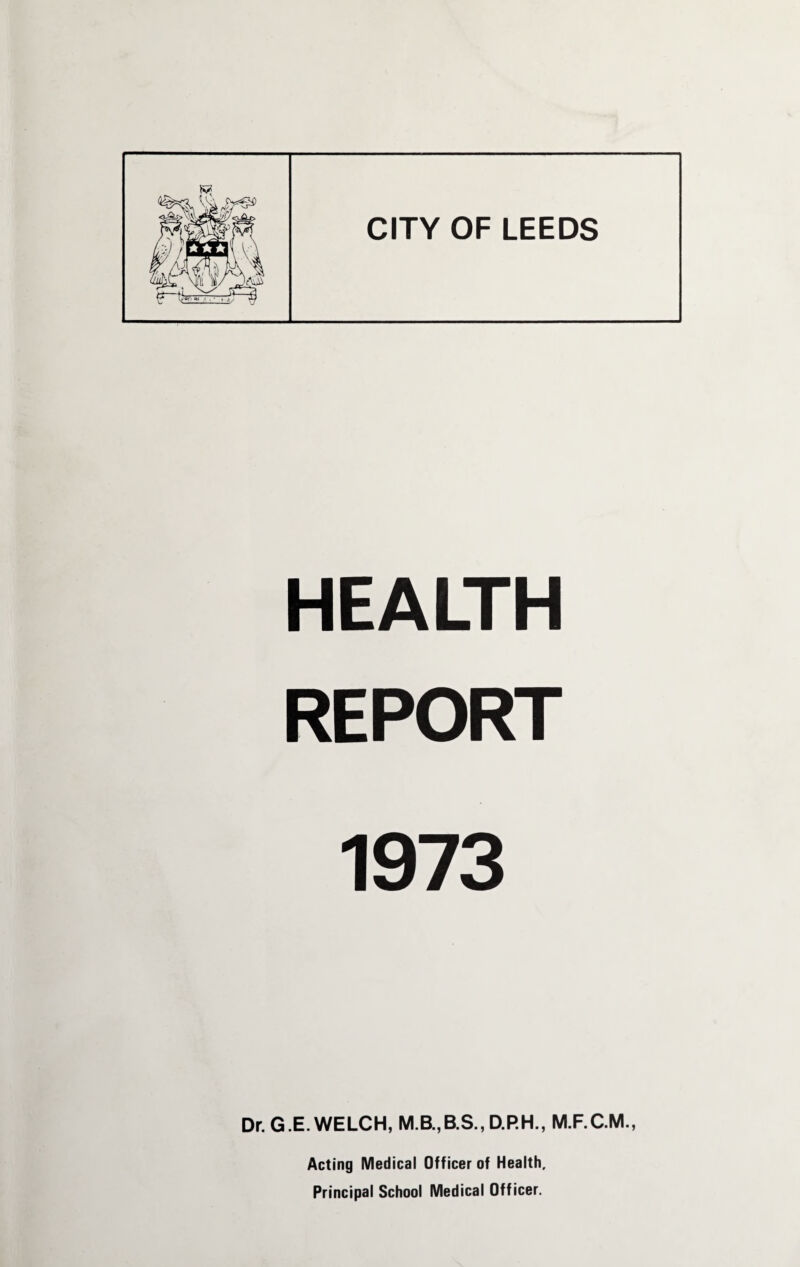 CITY OF LEEDS
HEALTH
REPORT
1973
Dr. G.E. WELCH, M.B.,B.S., D.P.H., M.F.C.M.,
Acting Medical Officer of Health,
Principal School Medical Officer.